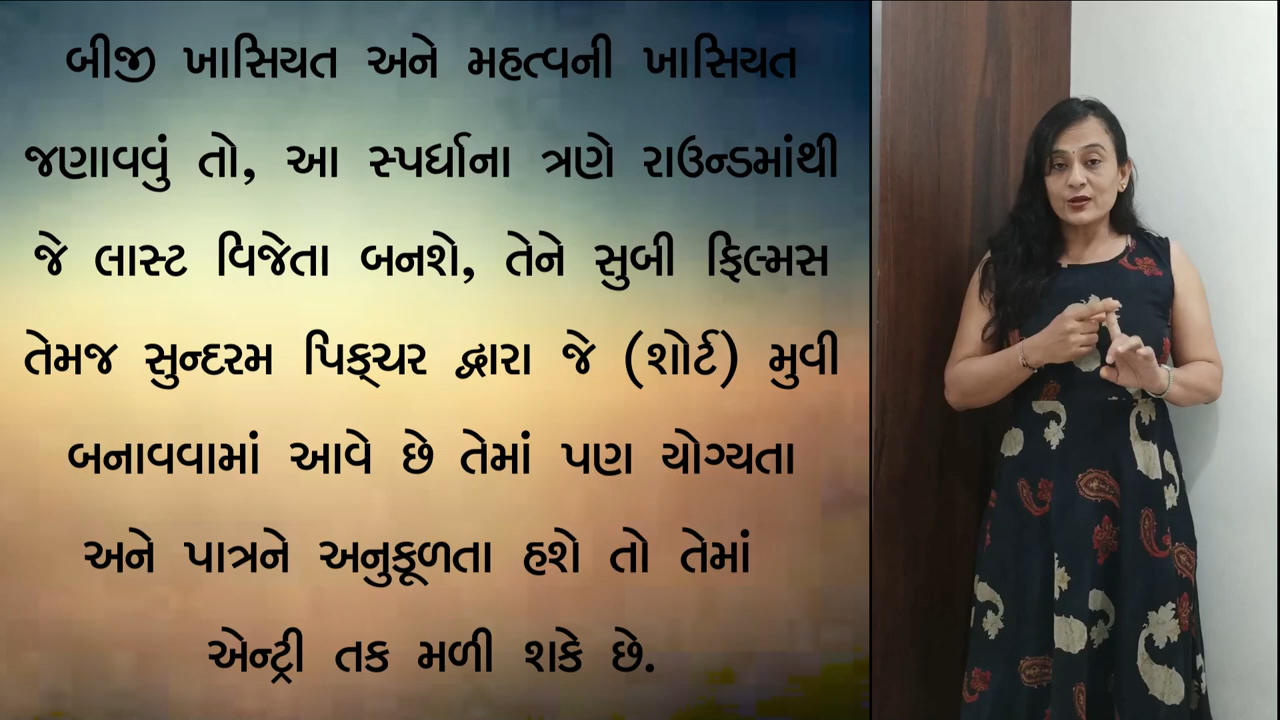 બીજી ખાસિયત અને મહત્વની ખાસિયત
જણાવવું તો, આ સ્પર્ધાના ત્રણે રાઉન્ડમાંથી
જે લાસ્ટ વિજેતા બનશે, તેને સુબી ફિલ્મસ
તેમજ સુન્દરમ પિક્ચર દ્વારા જે (શોર્ટ) મુવી
બનાવવામાં આવે છે તેમાં પણ યોગ્યતા
અને પાત્રને અનુકૂળતા હશે તો તેમાં
એન્ટ્રી તક મળી શકે છે.